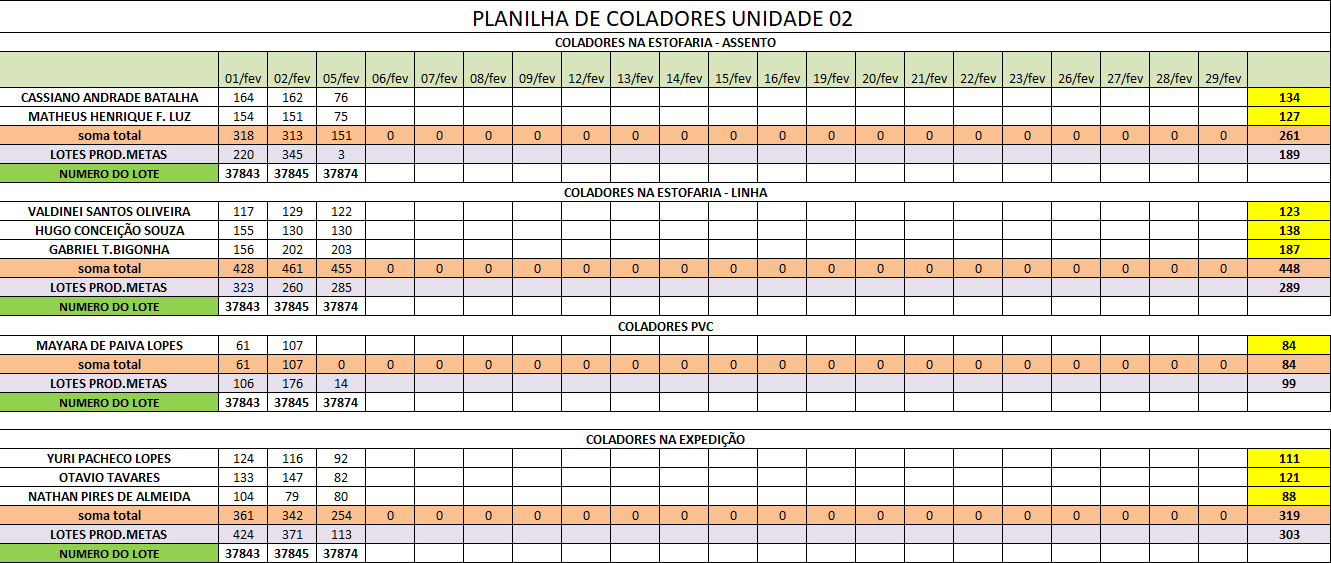 PLANILHA DE COLADORES UNIDADE 02
COLADORES NA ESTOFARIA - ASSENTO
01/fev 02/fev 05/fev 06/fev 07/fev 08/fev 09/fev 12/fev 13/fev 14/fev 15/fev 16/fev 19/fev 20/fev 21/fev 22/fev 23/fev 26/fev 27/fev 28/fev 29/fev
CASSIANO ANDRADE BATALHA 164 162 76 134
MATHEUS HENRIQUE F. LUZ 154 151 75 127
soma total 318 313 151 0 0 0 0 0 0 0 0 0 0 0 0 0 0 0 0 0 0 261
LOTES PROD.METAS 220 345 3 189
NUMERO DO LOTE 37843 37845 37874
COLADORES NA ESTOFARIA - LINHA
VALDINEI SANTOS OLIVEIRA 117 129 122 123
HUGO CONCEIÇÃO SOUZA 155 130 130 138
GABRIEL T.BIGONHA 156 202 203 187
soma total 428 461 455 0 0 0 0 0 0 0 0 0 0 0 0 0 0 0 0 0 0 448
LOTES PROD.METAS 323 260 285 289
NUMERO DO LOTE 37843 37845 37874
COLADORES PVC
MAYARA DE PAIVA LOPES 61 107 84
soma total 61 107 0 0 0 0 0 0 0 0 0 0 0 0 0 0 0 0 0 0 0 84
LOTES PROD.METAS 106 176 14 99
NUMERO DO LOTE 37843 37845 37874
COLADORES NA EXPEDIÇÃO
YURI PACHECO LOPES 124 116 92 111
OTAVIO TAVARES 133 147 82 121
NATHAN PIRES DE ALMEIDA 104 79 80 88
soma total 361 342 254 0 0 0 0 0 0 0 0 0 0 0 0 0 0 0 0 0 0 319
LOTES PROD.METAS 424 371 113 303
NUMERO DO LOTE 37843 37845 37874